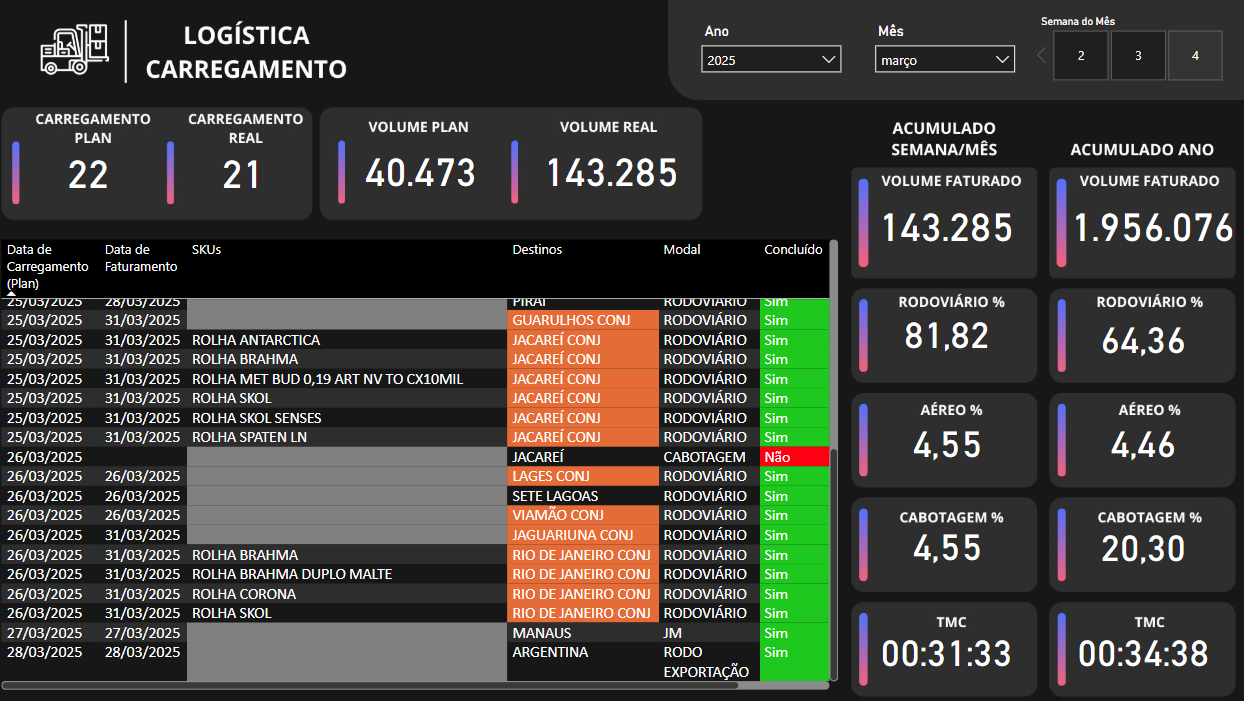 LOGÍSTICA
CARREGAMENTO
Ano
2025
Mês
março
Semana do Mês
2 3 4
CARREGAMENTO
PLAN
22
CARREGAMENTO
REAL
21
VOLUME PLAN
40.473
VOLUME REAL
143.285
ACUMULADO
SEMANA/MÊS
ACUMULADO ANO
VOLUME FATURADO
143.285
VOLUME FATURADO
1.956.076
RODOVIÁRIO %
81,82
RODOVIÁRIO %
64,36
AÉREO %
4,55
AÉREO %
4,46
CABOTAGEM %
4,55
CABOTAGEM %
20,30
TMC
00:31:33
TMC
00:34:38
Data de
Carregamento
(Plan)
Data de
Faturamento
SKUs
Destinos
Modal
Concluído
25/03/2025 28/03/2025 PIRAÍ RODOVIÁRIO Sim
25/03/2025 31/03/2025 GUARULHOS CONJ RODOVIÁRIO Sim
25/03/2025 31/03/2025 ROLHA ANTARCTICA JACAREÍ CONJ RODOVIÁRIO Sim
25/03/2025 31/03/2025 ROLHA BRAHMA JACAREÍ CONJ RODOVIÁRIO Sim
25/03/2025 31/03/2025 ROLHA MET BUD 0,19 ART NV TO CX10MIL JACAREÍ CONJ RODOVIÁRIO Sim
25/03/2025 31/03/2025 ROLHA SKOL JACAREÍ CONJ RODOVIÁRIO Sim
25/03/2025 31/03/2025 ROLHA SKOL SENSES JACAREÍ CONJ RODOVIÁRIO Sim
25/03/2025 31/03/2025 ROLHA SPATEN LN JACAREÍ CONJ RODOVIÁRIO Sim
26/03/2025 JACAREÍ CABOTAGEM Não
26/03/2025 26/03/2025 LAGES CONJ RODOVIÁRIO Sim
26/03/2025 26/03/2025 SETE LAGOAS RODOVIÁRIO Sim
26/03/2025 26/03/2025 VIAMÃO CONJ RODOVIÁRIO Sim
26/03/2025 31/03/2025 JAGUARIUNA CONJ RODOVIÁRIO Sim
26/03/2025 31/03/2025 ROLHA BRAHMA RIO DE JANEIRO CONJ RODOVIÁRIO Sim
26/03/2025 31/03/2025 ROLHA BRAHMA DUPLO MALTE RIO DE JANEIRO CONJ RODOVIÁRIO Sim
26/03/2025 31/03/2025 ROLHA CORONA RIO DE JANEIRO CONJ RODOVIÁRIO Sim
26/03/2025 31/03/2025 ROLHA SKOL RIO DE JANEIRO CONJ RODOVIÁRIO Sim
27/03/2025 27/03/2025 MANAUS JM Sim
28/03/2025 28/03/2025 ARGENTINA RODO Sim
EXPORTAÇÃO